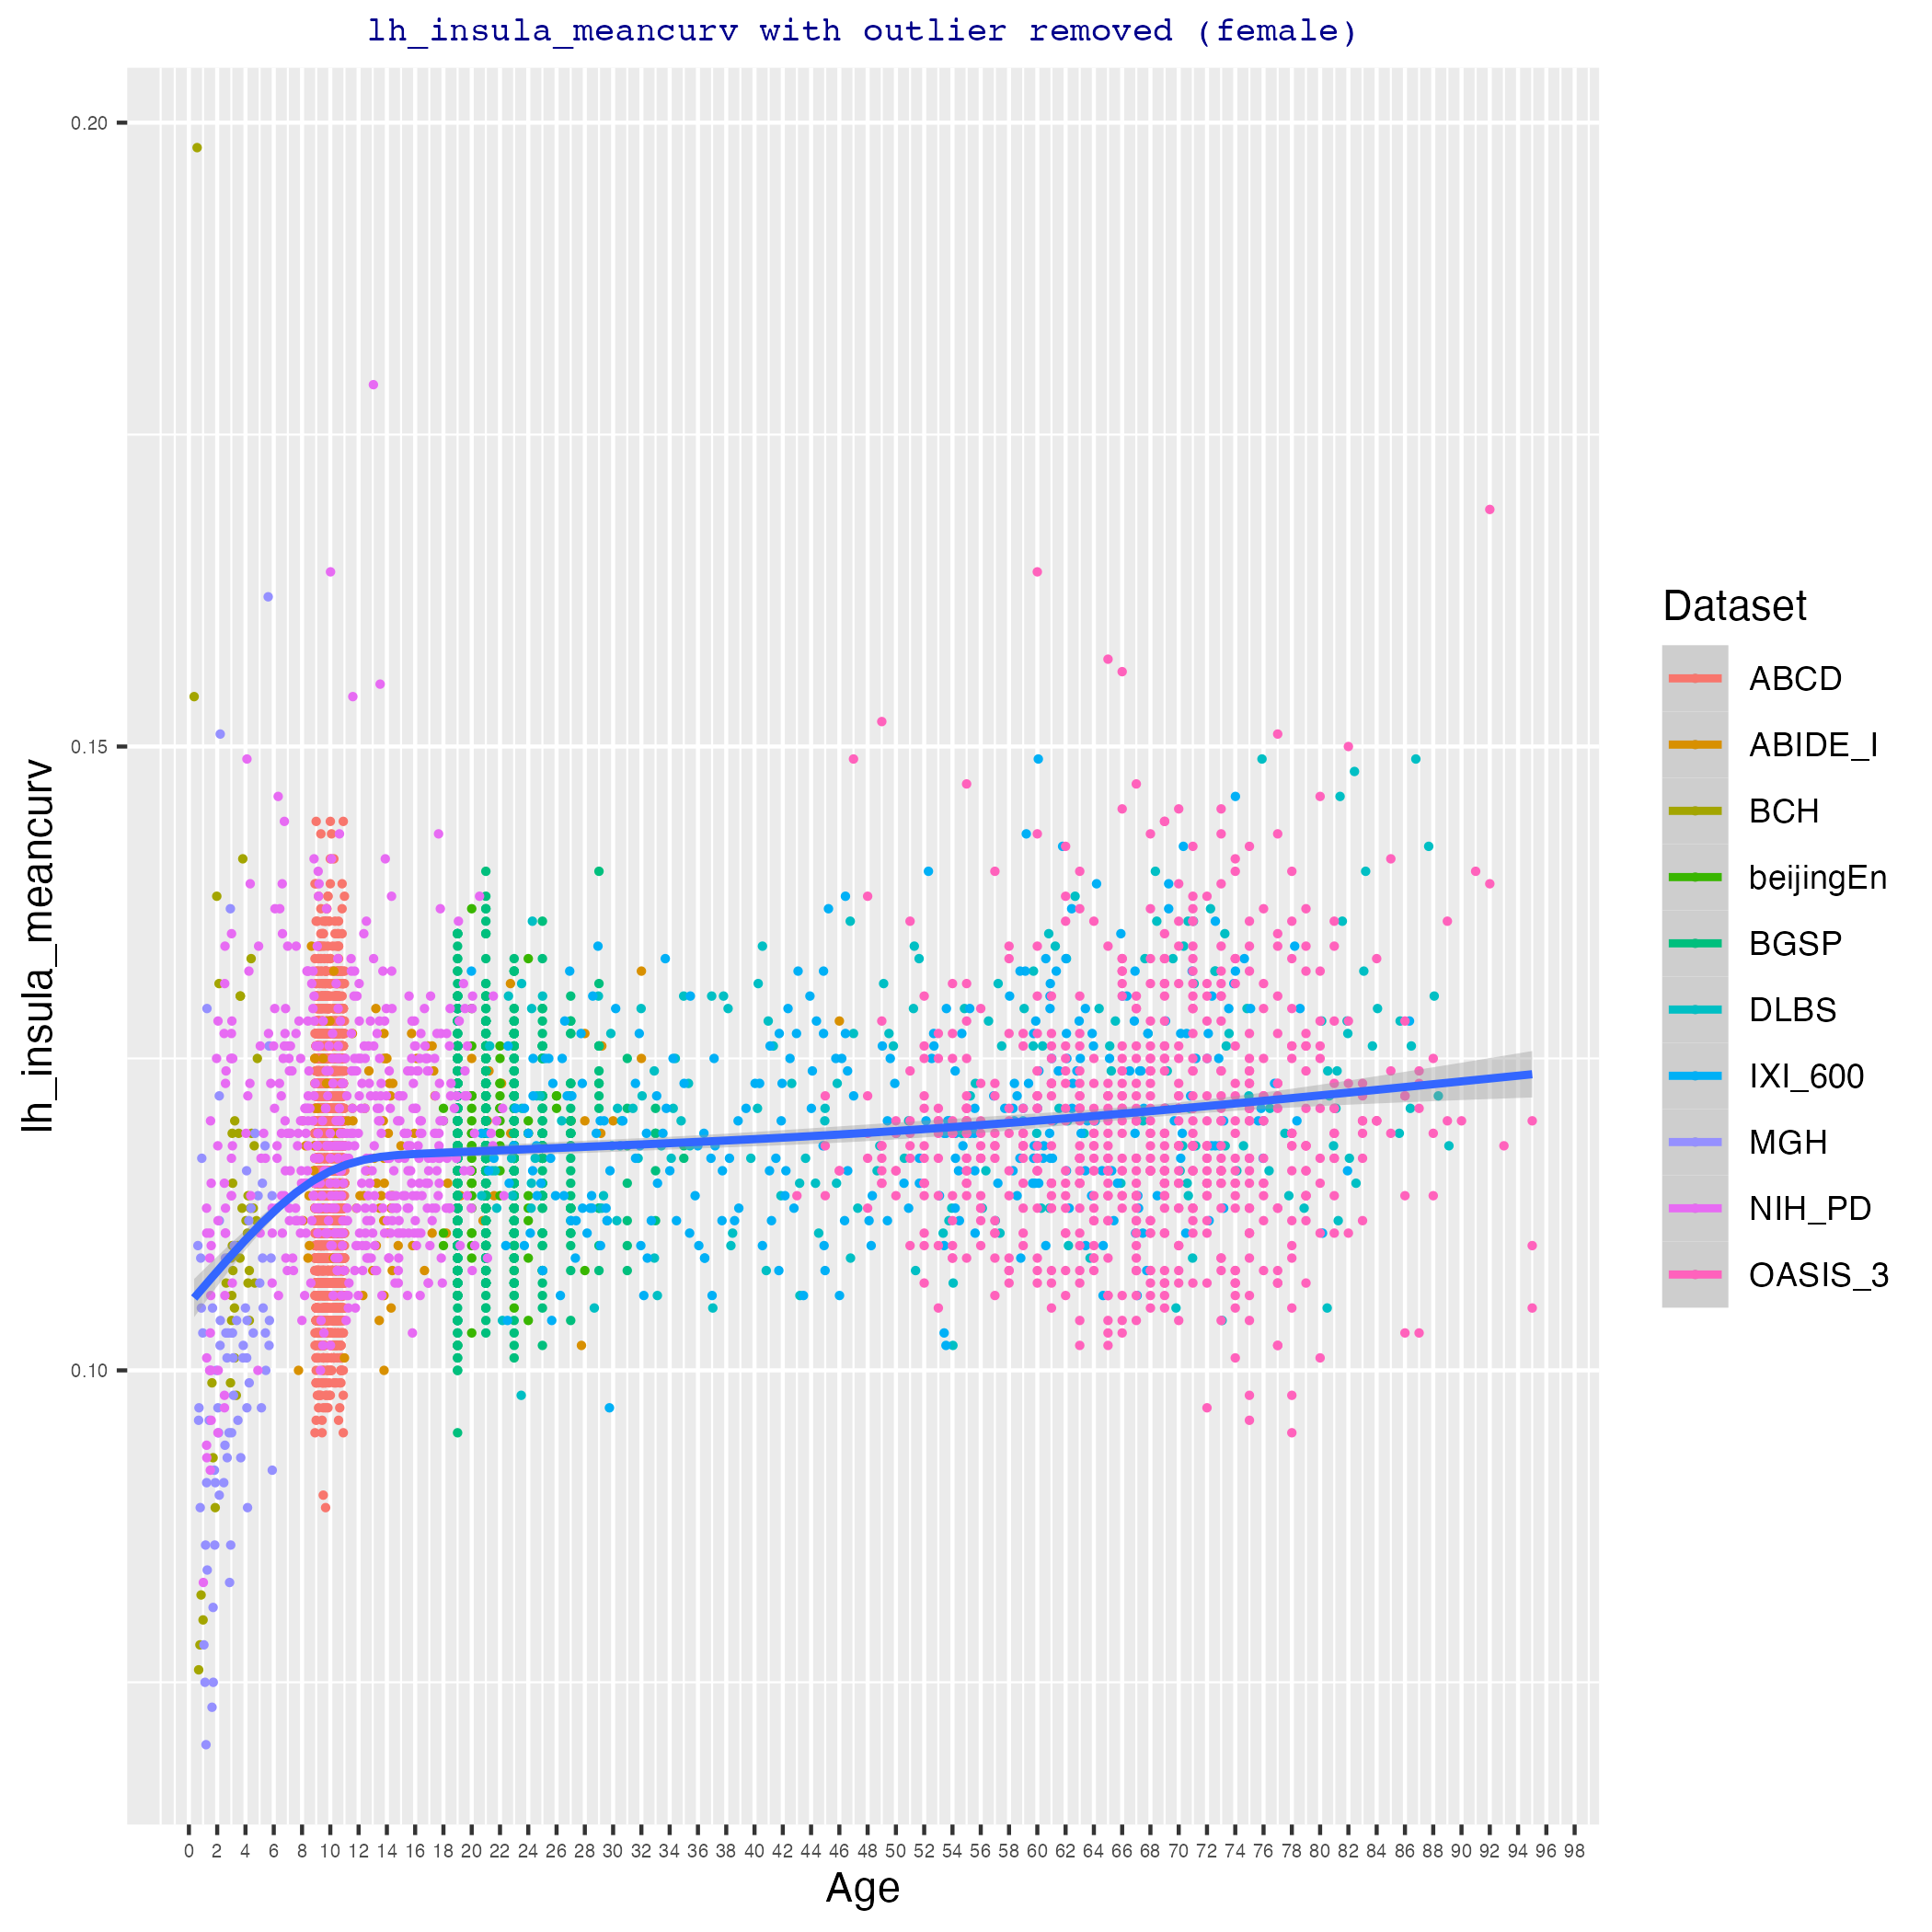 lh_insula_meancurv with outlier removed (female)
0.20
0.15
0.10
lh_insula_meancurv
0 2 4 6 8 10 12 14 16 18 20 22 24 26 28 30 32 34 36 38 40 42 44 46 48 50 52 54 56 58 60 62 64 66 68 70 72 74 76 78 80 82 84 86 88 90 92 94 96 98
Age
Dataset
ABCD
ABIDE_I
BCH
beijingEn
BGSP
DLBS
IXI_600
MGH
NIH_PD
OASIS_3